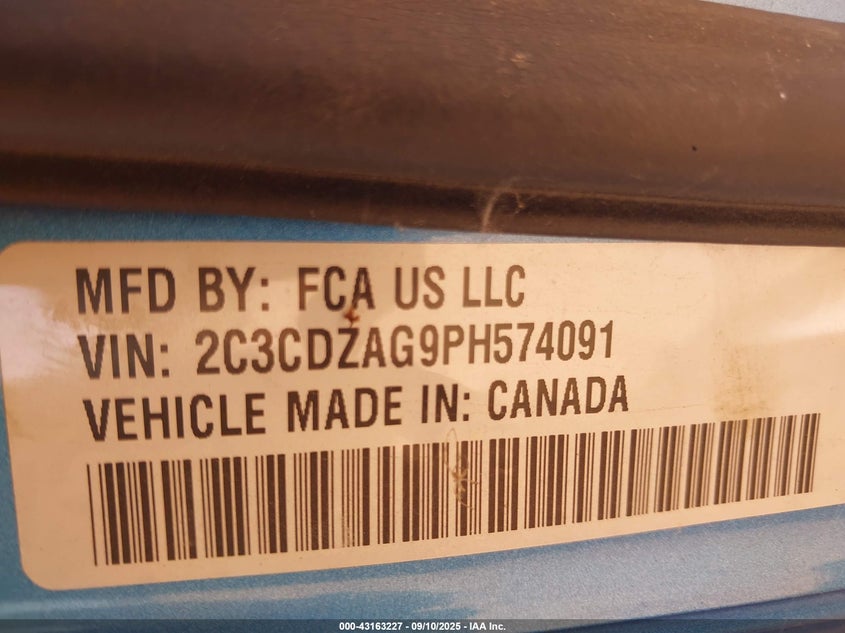 MFD BY: FCA US LLC
VIN: 2C3CDZAG9PH574091
VEHICLE MADE IN: CANADA
000-43163227 - 09/10/2025 - IAA Inc.